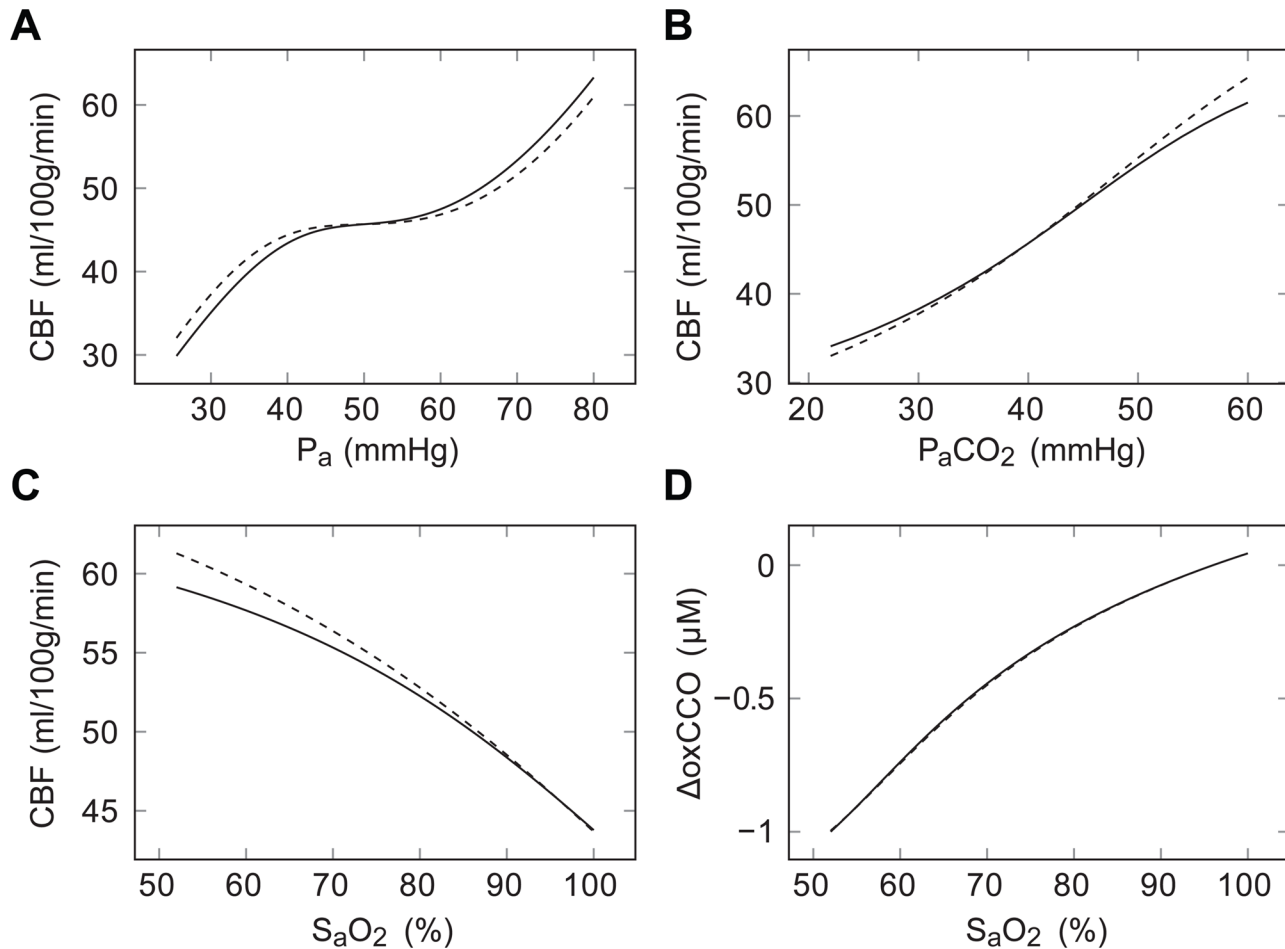 A
CBF (ml/100g/min)
60
50
40
30
30 40 50 60 70 80
Pa (mmHg)
B
CBF (ml/100g/min)
60
50
40
30
20 30 40 50 60
PaCO2 (mmHg)
C
CBF (ml/100g/min)
60
55
50
45
50 60 70 80 90 100
SaO2 (%)
D
ΔoxCCO (μM)
0
−0.5
−1
50 60 70 80 90 100
SaO2 (%)